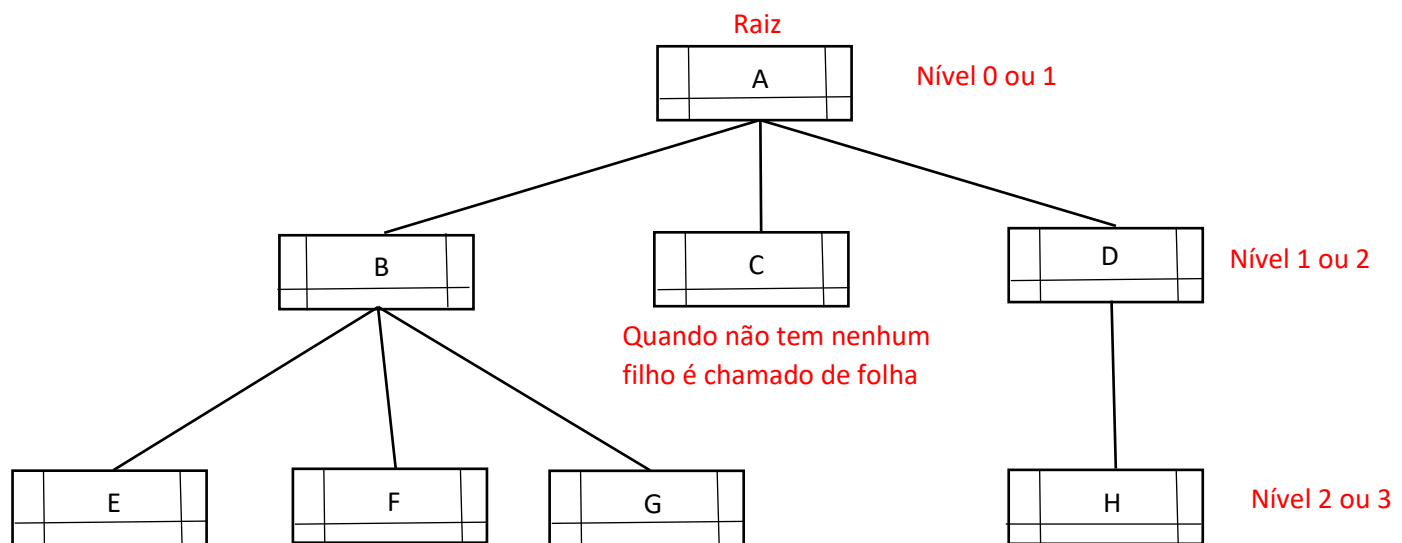 Raiz
A
Nível 0 ou 1
B
C
D
Nível 1 ou 2
Quando não tem nenhum
filho é chamado de folha
E
F
G
H
Nível 2 ou 3